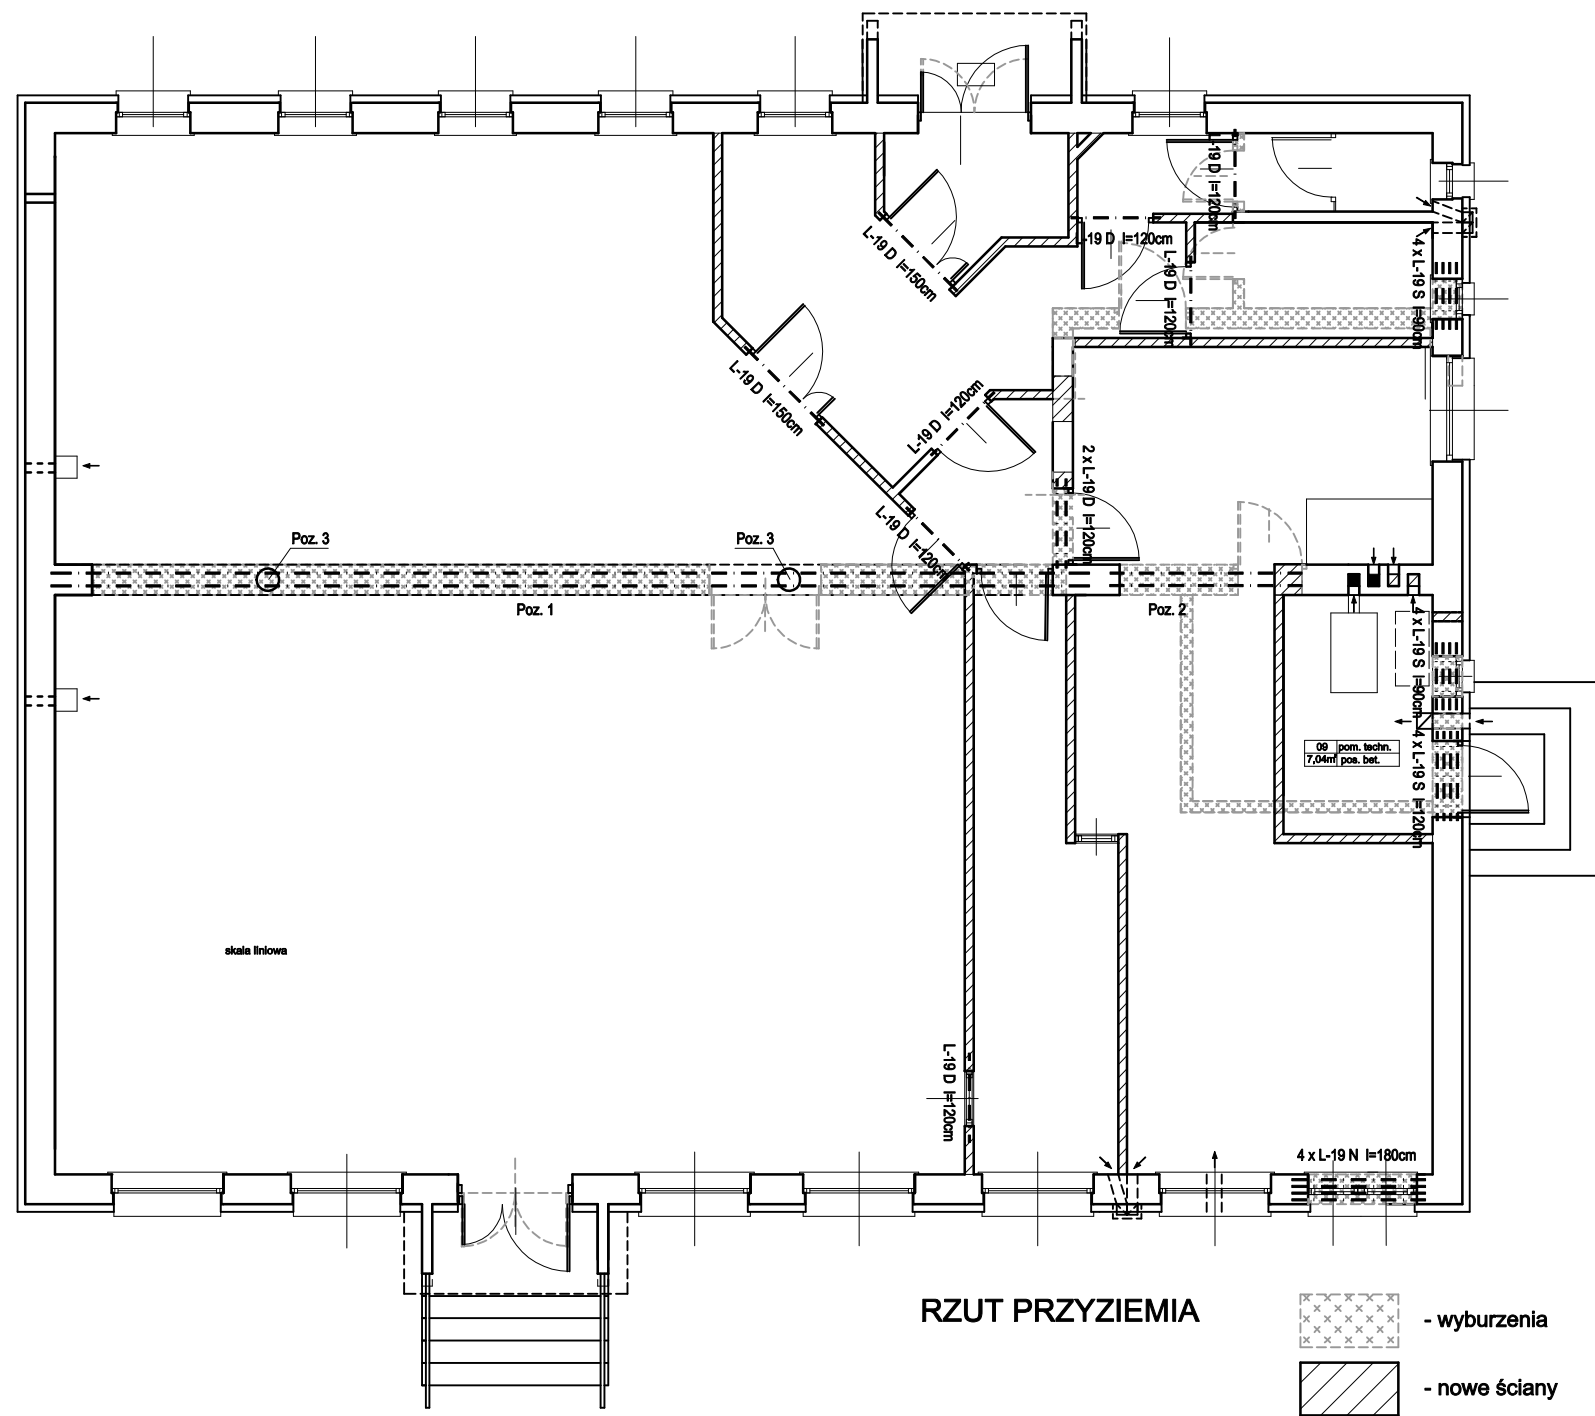 L-19 D l=120cm
L-19 D l=150cm
L-19 D l=120cm
L-19 D l=120cm
4 x L-19 S l=90cm
L-19 D l=150cm
L-19 D l=120cm
2 x L-19 D l=120cm
L-19 D l=120cm
Poz. 3
Poz. 3
Poz. 1
Poz. 2
4 x L-19 S l=90cm
09 pom. techn.
7,04m² pos. bet.
4 x L-19 S l=120cm
skala liniowa
L-19 D l=120cm
4 x L-19 N l=180cm
RZUT PRZYZIEMIA
- wyburzenia
- nowe ściany